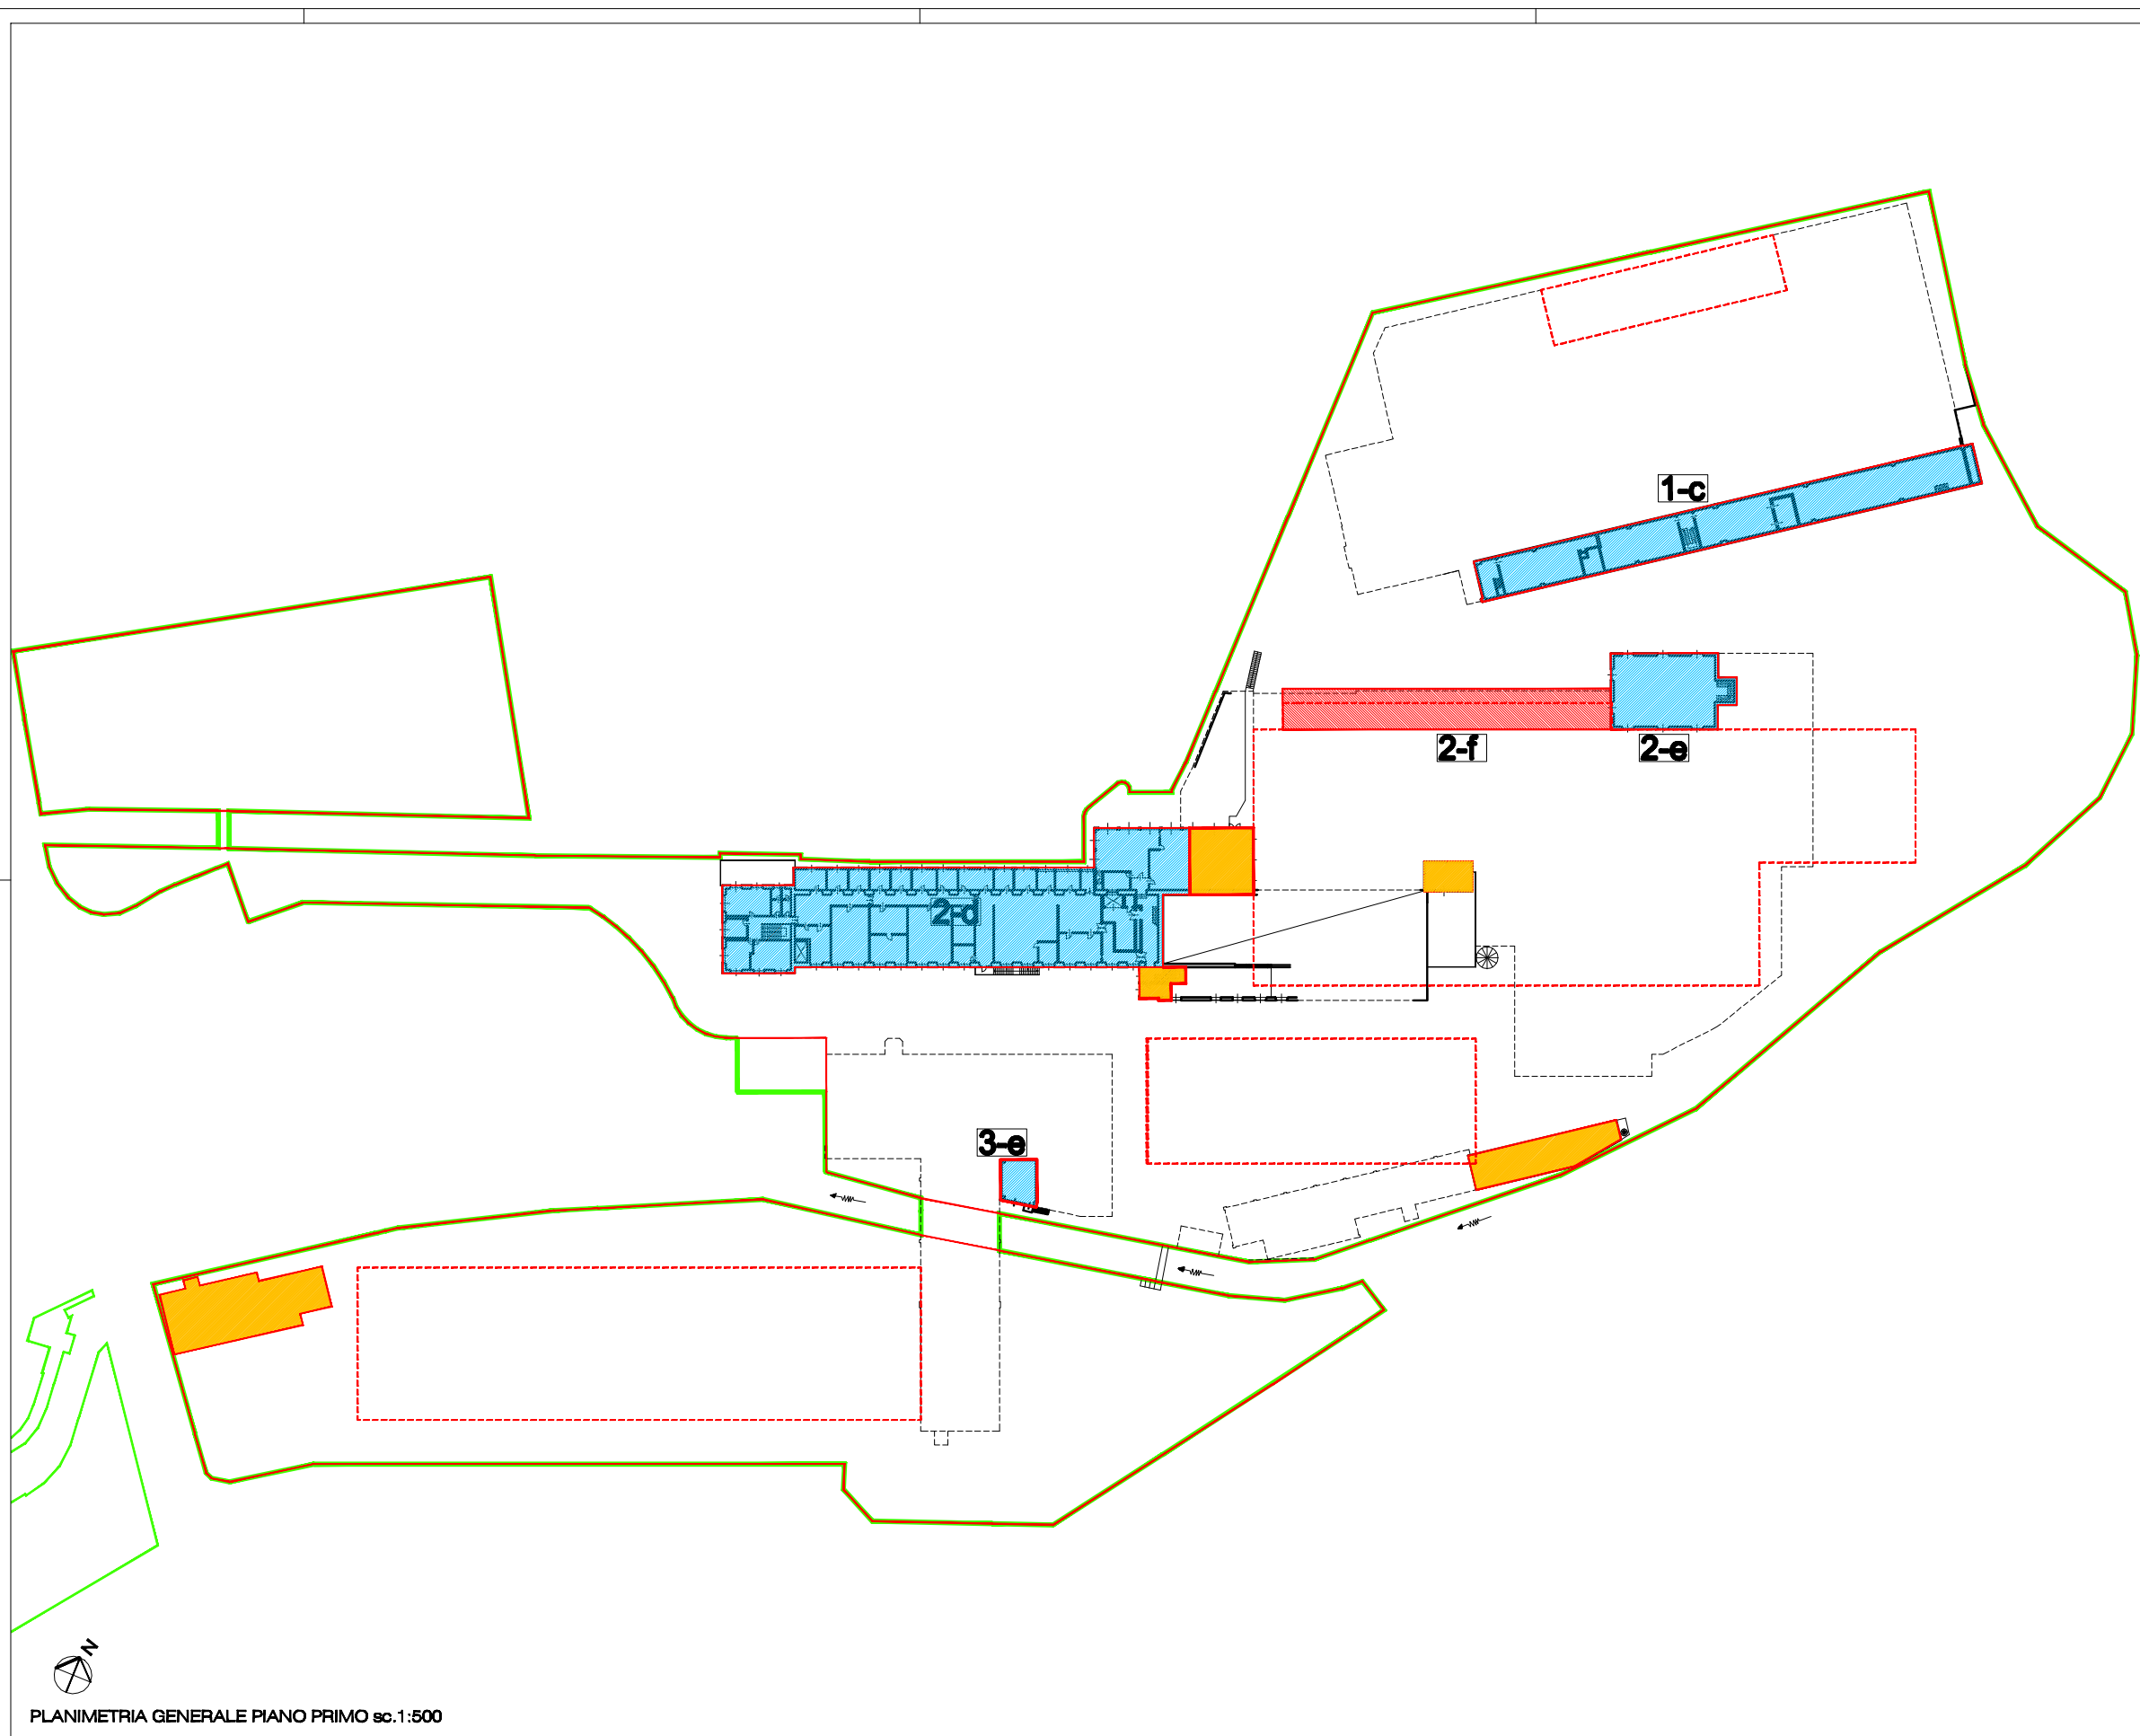 1-c
2-f
2-e
2-d
3-e
N
PLANIMETRIA GENERALE PIANO PRIMO sc.1:500